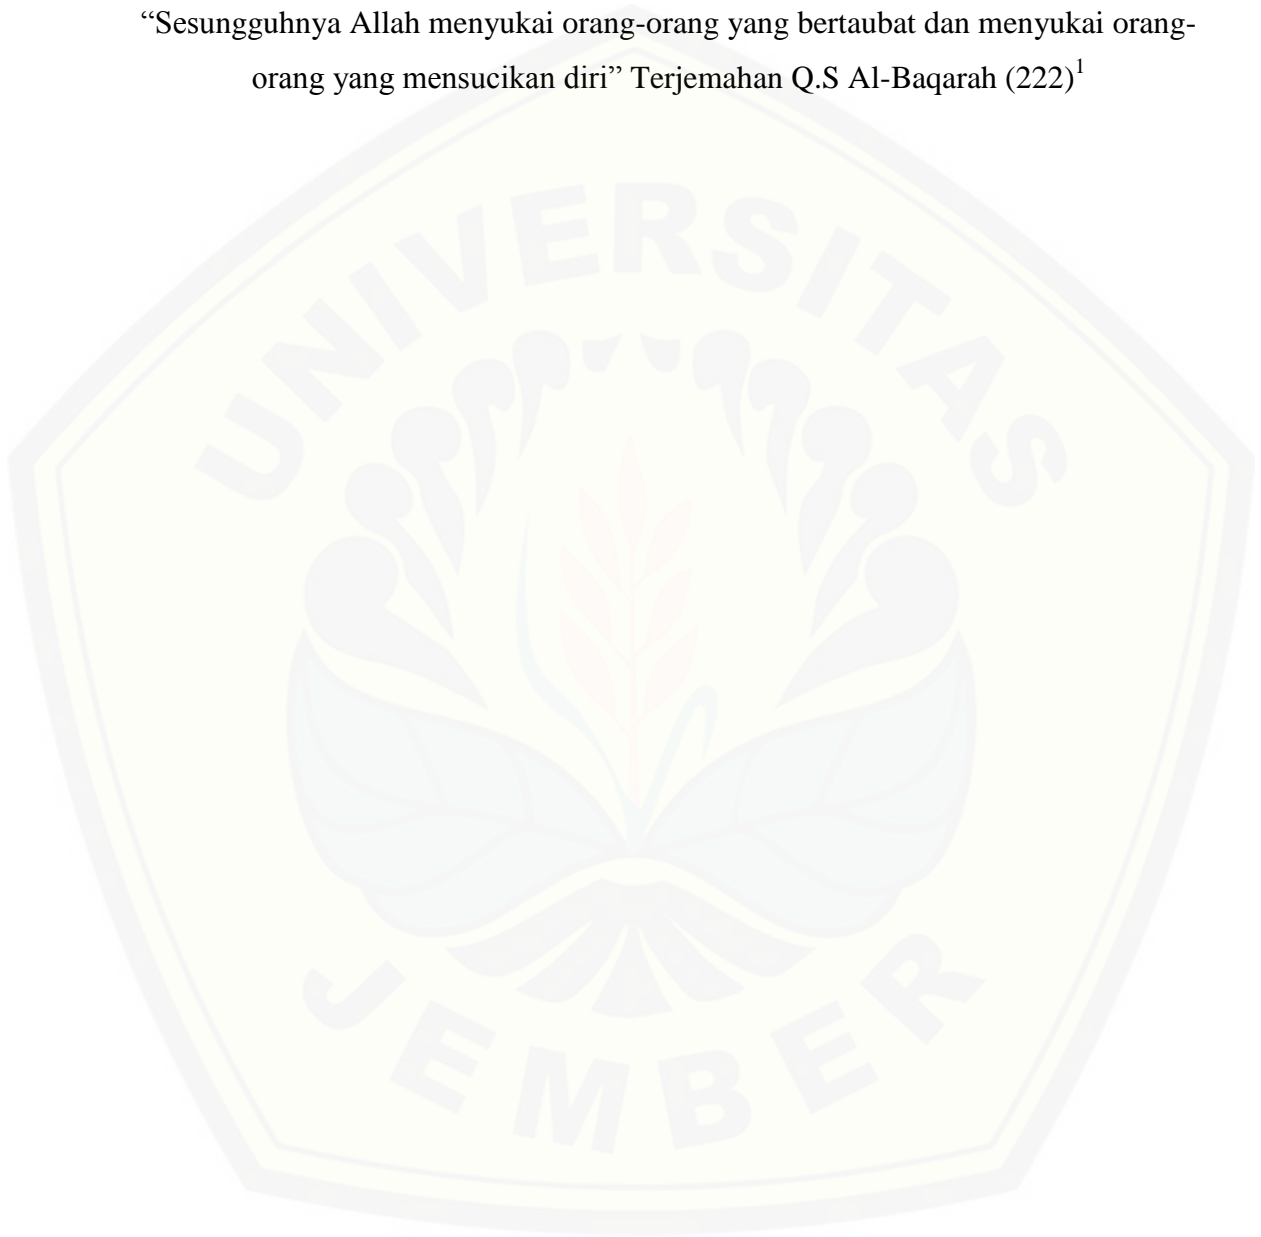 “Sesungguhnya Allah menyukai orang-orang yang bertaubat dan menyukai orang-
orang yang mensucikan diri” Terjemahan Q.S Al-Baqarah (222)1
UNIVERSITAS
JEMBER